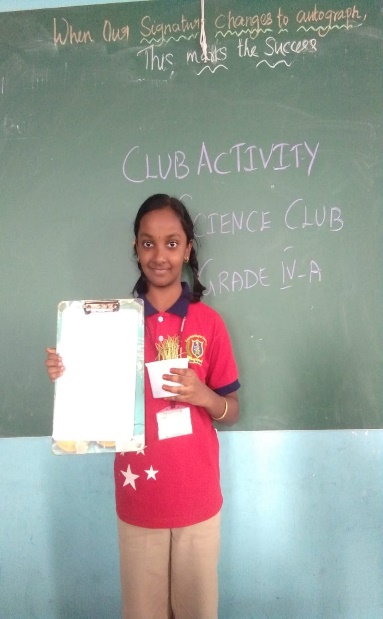 When Our Signature changes to autograph,
This marks the Success
CLUB ACTIVITY
SCIENCE CLUB
GRADE IV-A